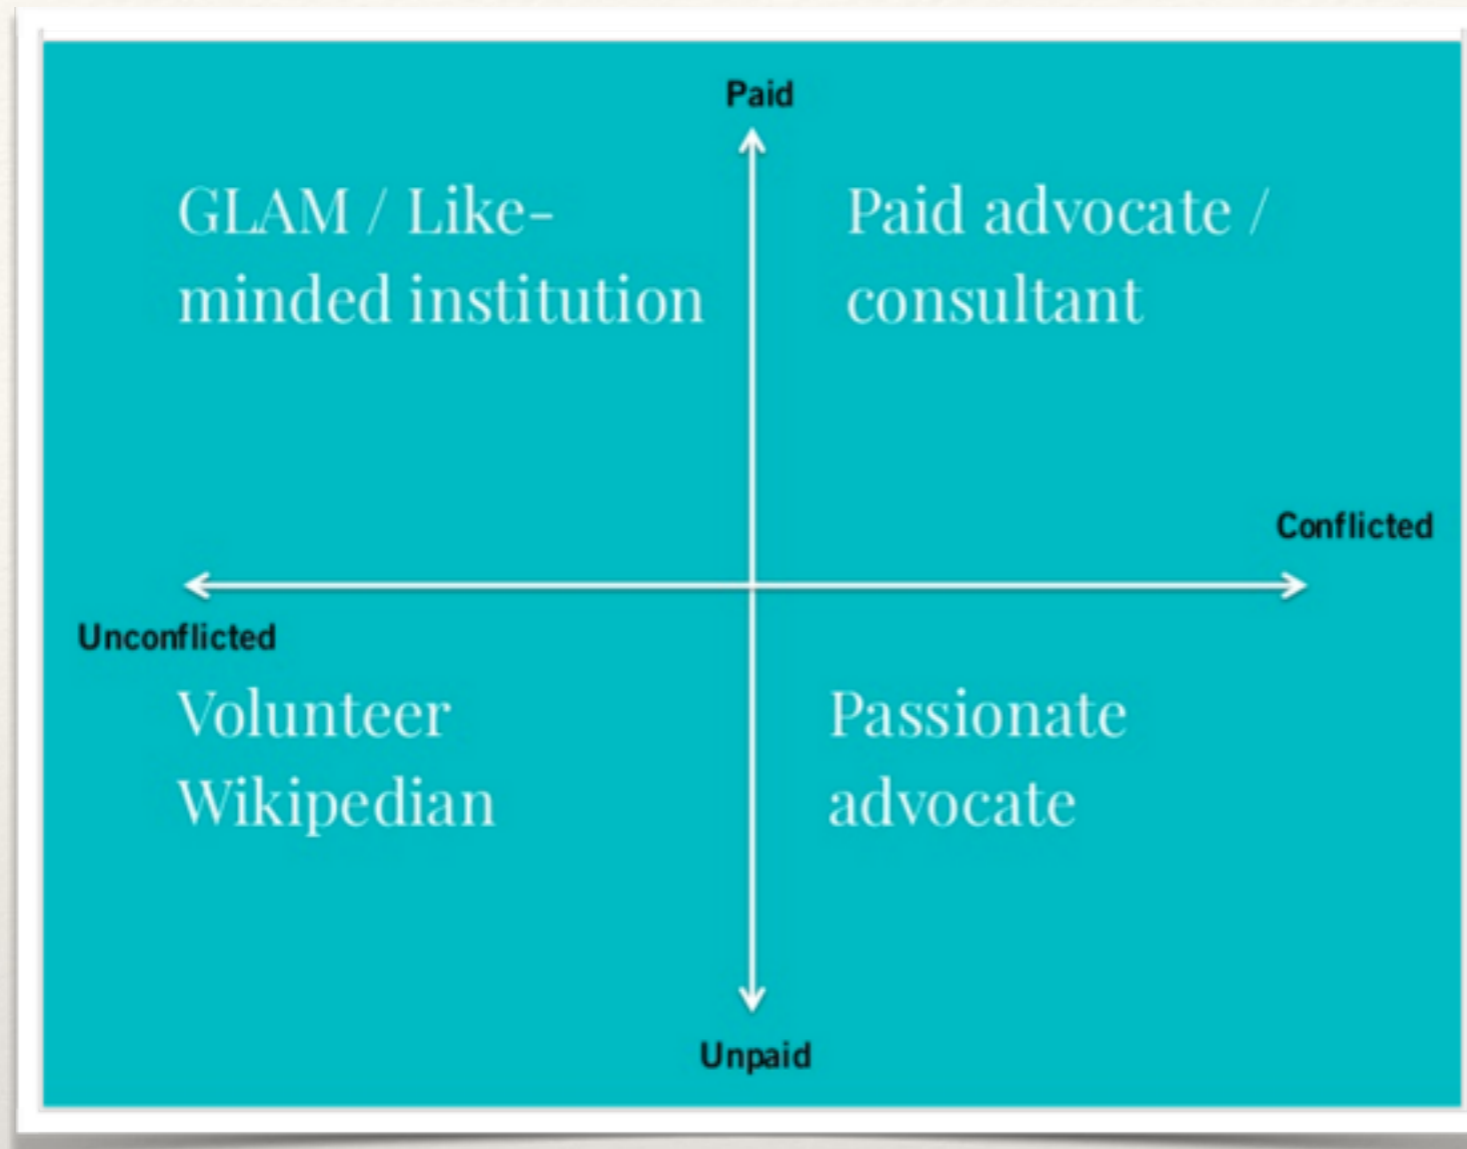 Paid
GLAM / Like-
minded institution
Paid advocate /
consultant
Conflicted
Unconflicted
Volunteer
Wikipedian
Passionate
advocate
Unpaid